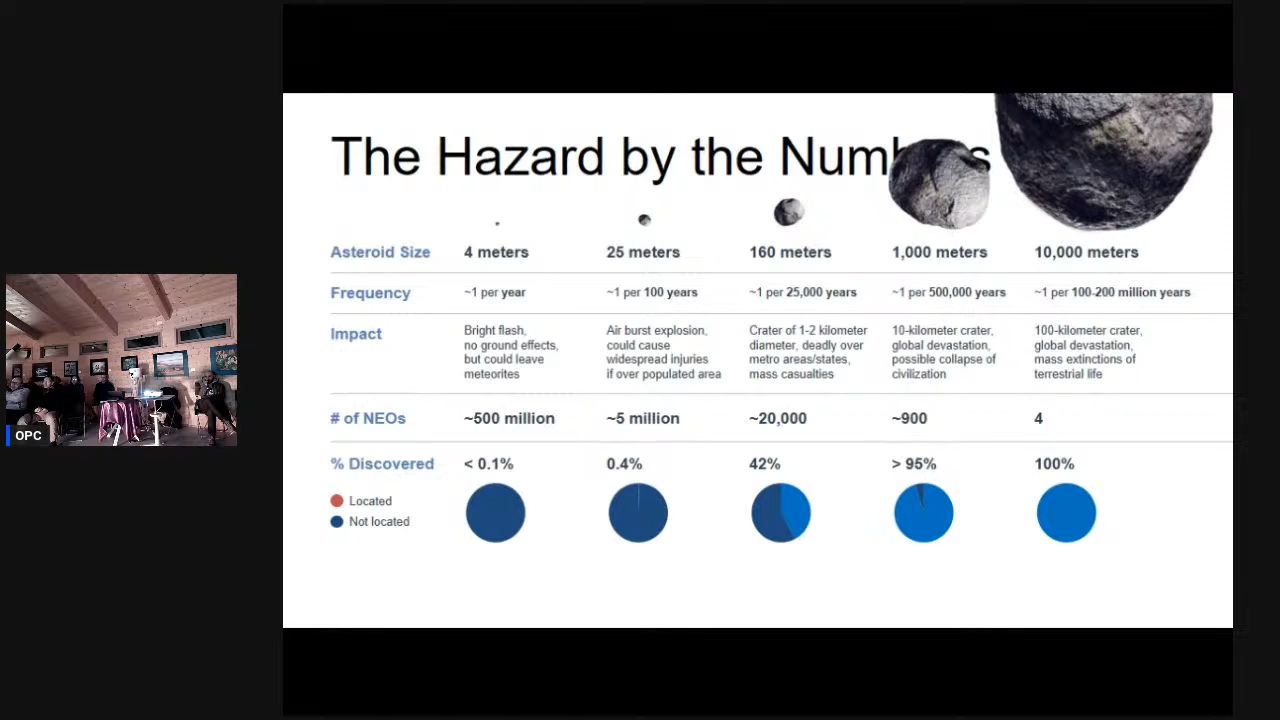 The Hazard by the Num s
Asteroid Size 4 meters 25 meters 160 meters 1,000 meters 10,000 meters
Frequency ~1 per year ~1 per 100 years ~1 per 25,000 years ~1 per 500,000 years ~1 per 100-200 million years
Impact
Bright flash,
no ground effects,
but could leave
meteorites
Air burst explosion,
could cause
widespread injuries
if over populated area
Crater of 1-2 kilometer
diameter, deadly over
metro areas/states,
mass casualties
10-kilometer crater,
global devastation,
possible collapse of
civilization
100-kilometer crater,
global devastation,
mass extinctions of
terrestrial life
# of NEOs ~500 million ~5 million ~20,000 ~900 4
% Discovered < 0.1% 0.4% 42% > 95% 100%
Located
Not located
OPC